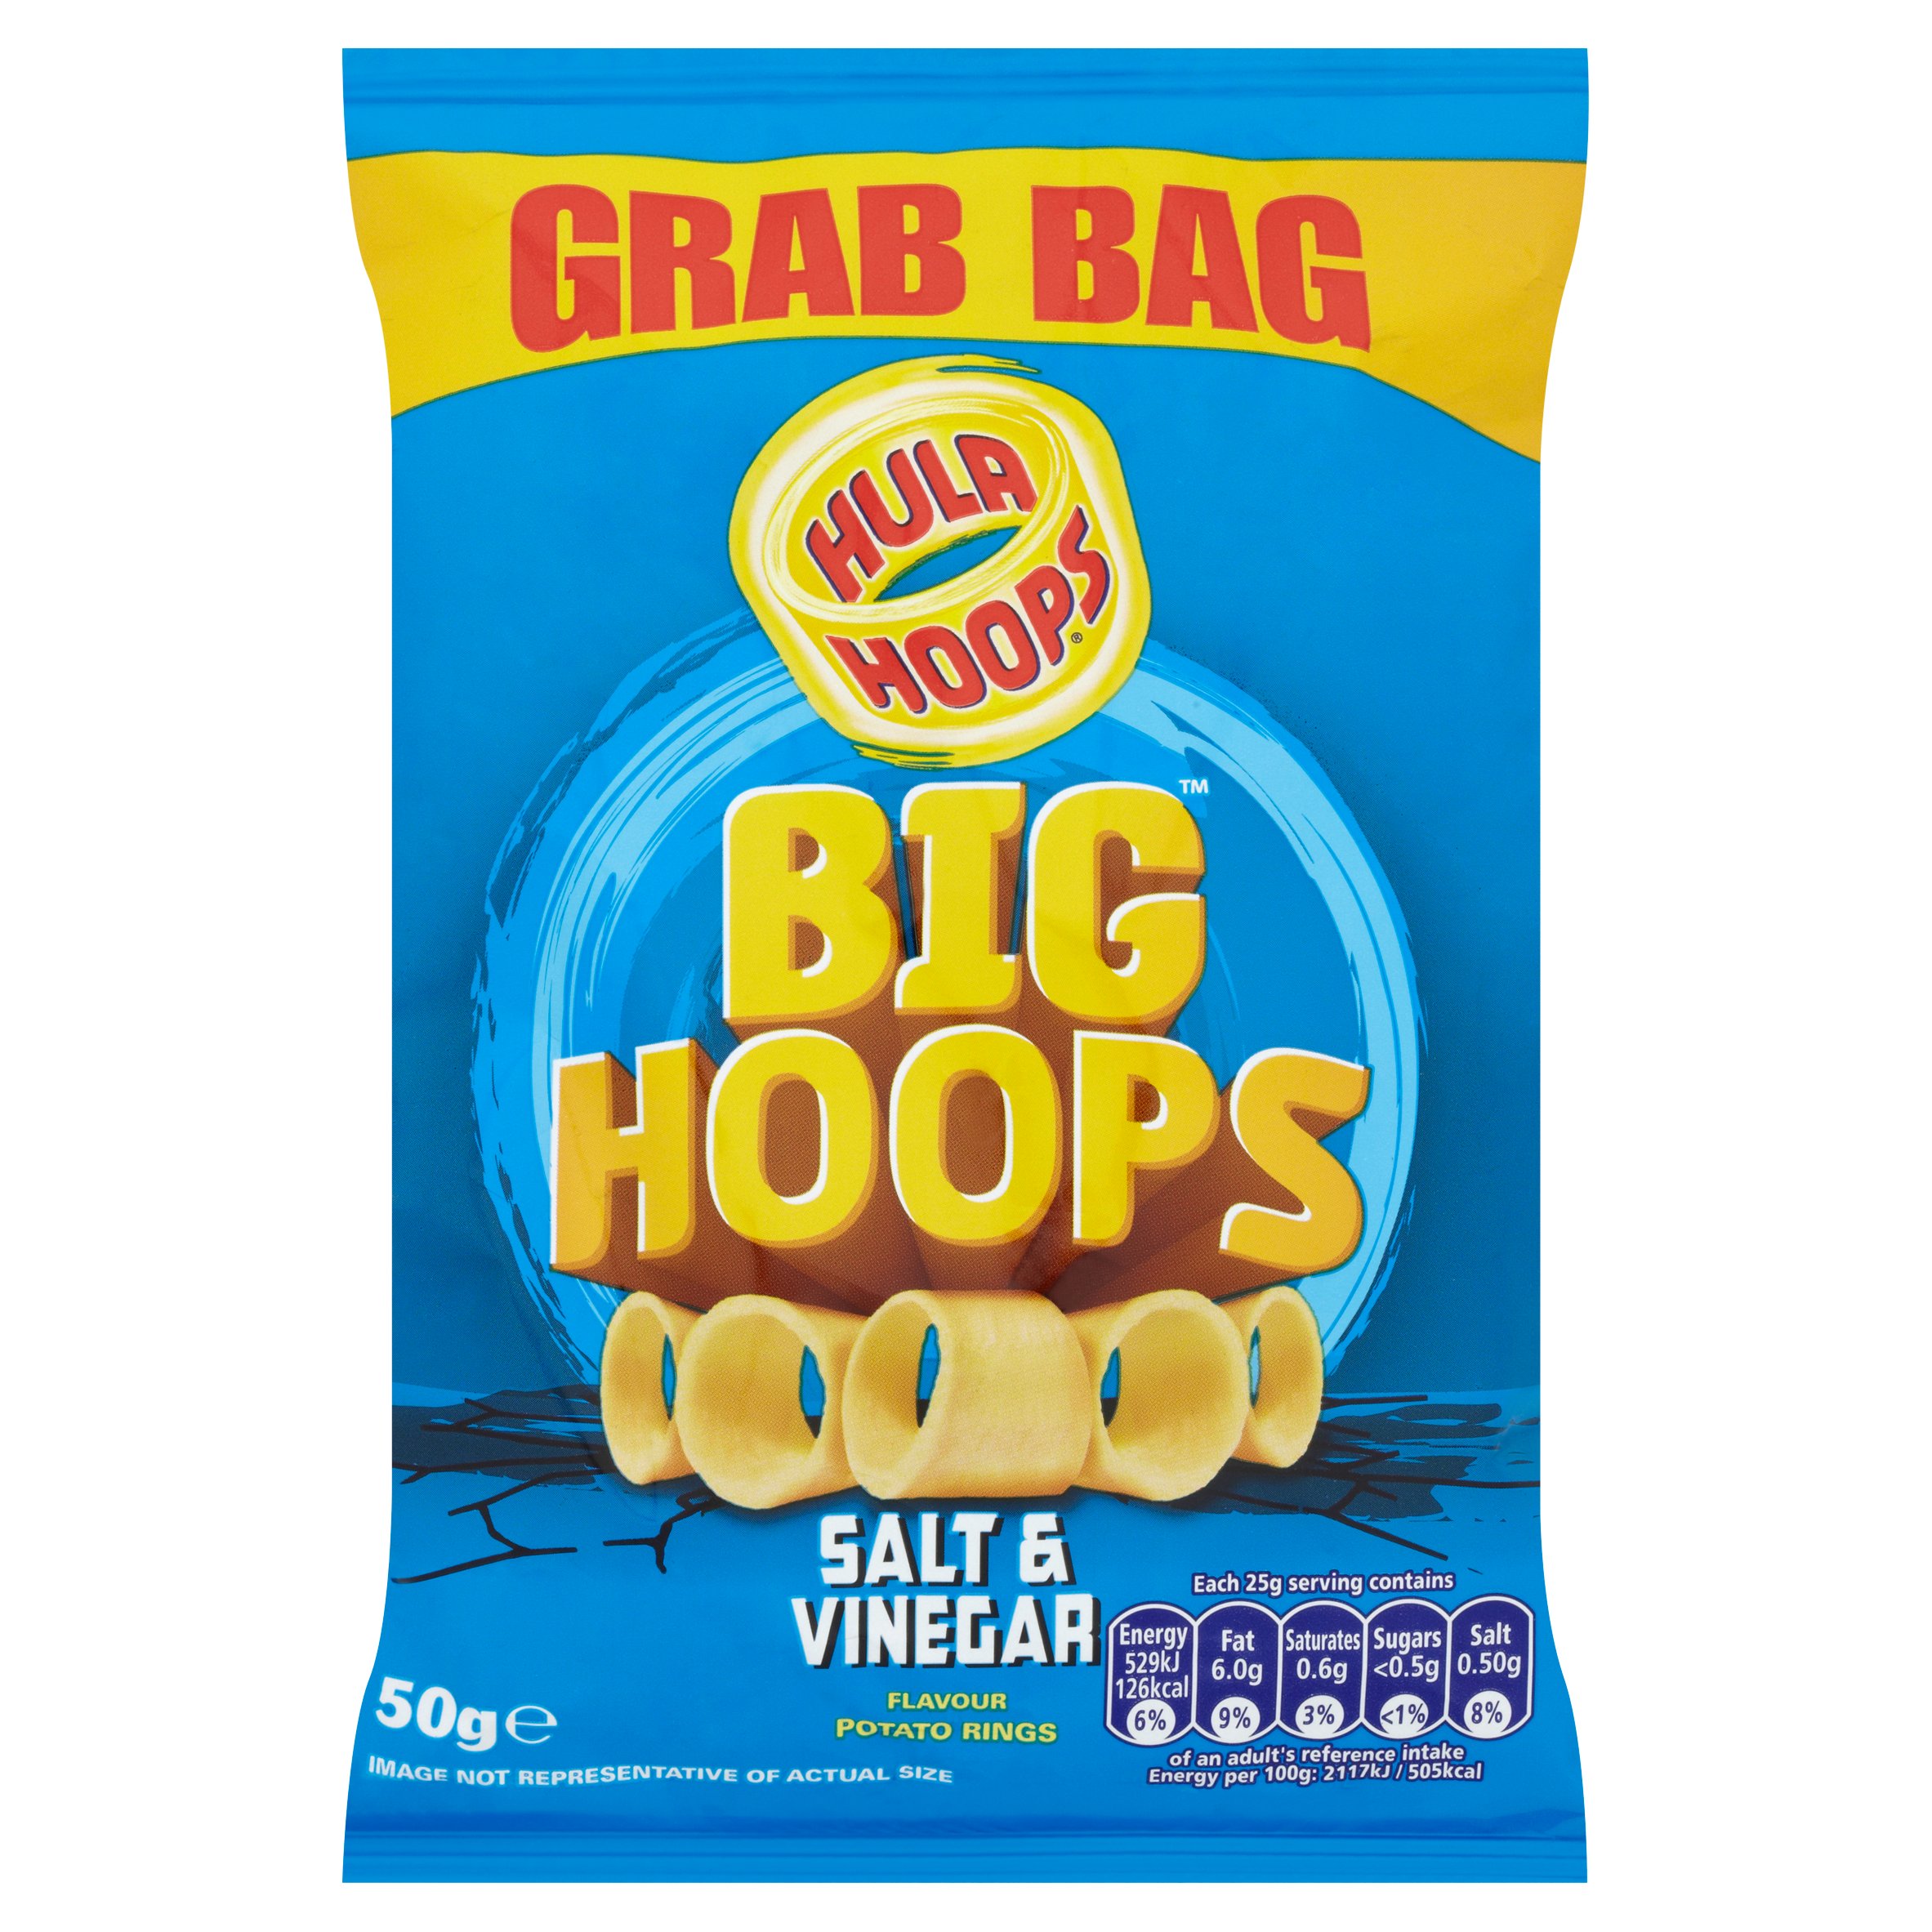 GRAB BAG
HULA
HOOPS®
BIG™
HOOPS
SALT &
VINEGAR
FLAVOUR
POTATO RINGS
50g℮
IMAGE NOT REPRESENTATIVE OF ACTUAL SIZE
Each 25g serving contains
Energy 529kJ 126kcal 6%
Fat 6.0g 9%
Saturates 0.6g 3%
Sugars <0.5g <1%
Salt 0.50g 8%
of an adult's reference intake
Energy per 100g: 2117kJ / 505kcal